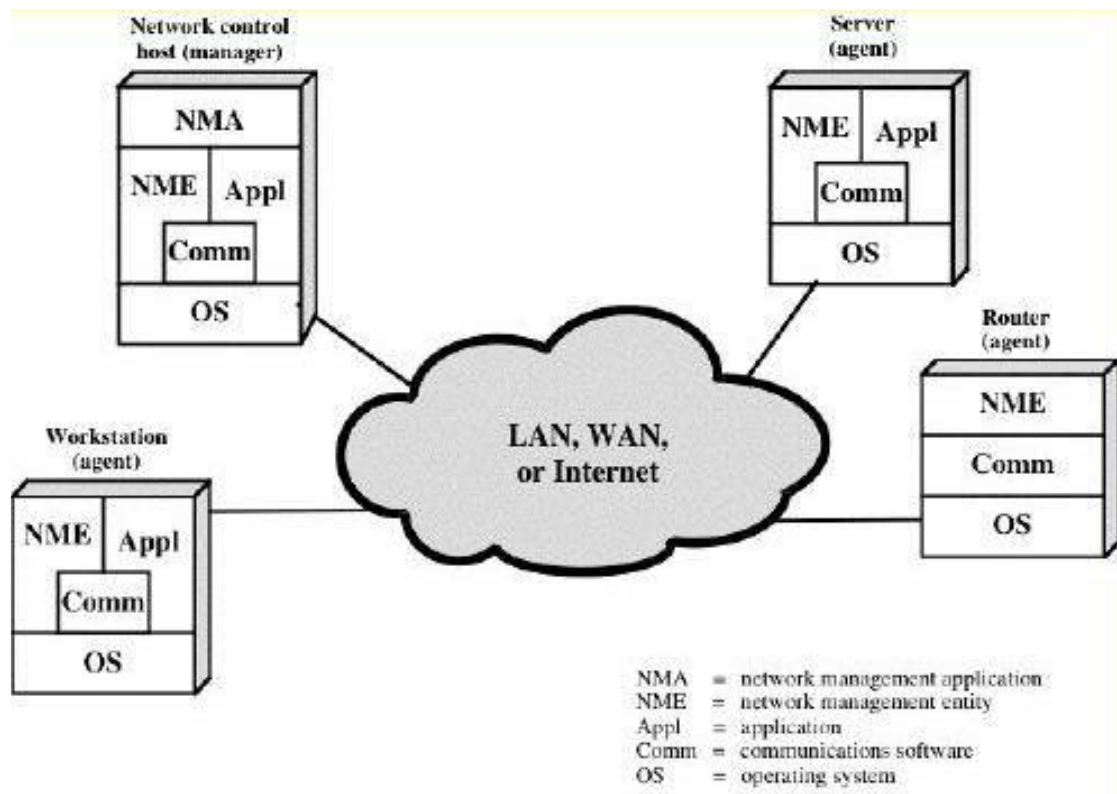 Network control
host (manager)
NMA
NME
Appl
Comm
OS
Server
(agent)
NME
Appl
Comm
OS
Router
(agent)
NME
Comm
OS
LAN, WAN,
or Internet
Workstation
(agent)
NME
Appl
Comm
OS
NMA = network management application
NME = network management entity
Appl = application
Comm = communications software
OS = operating system